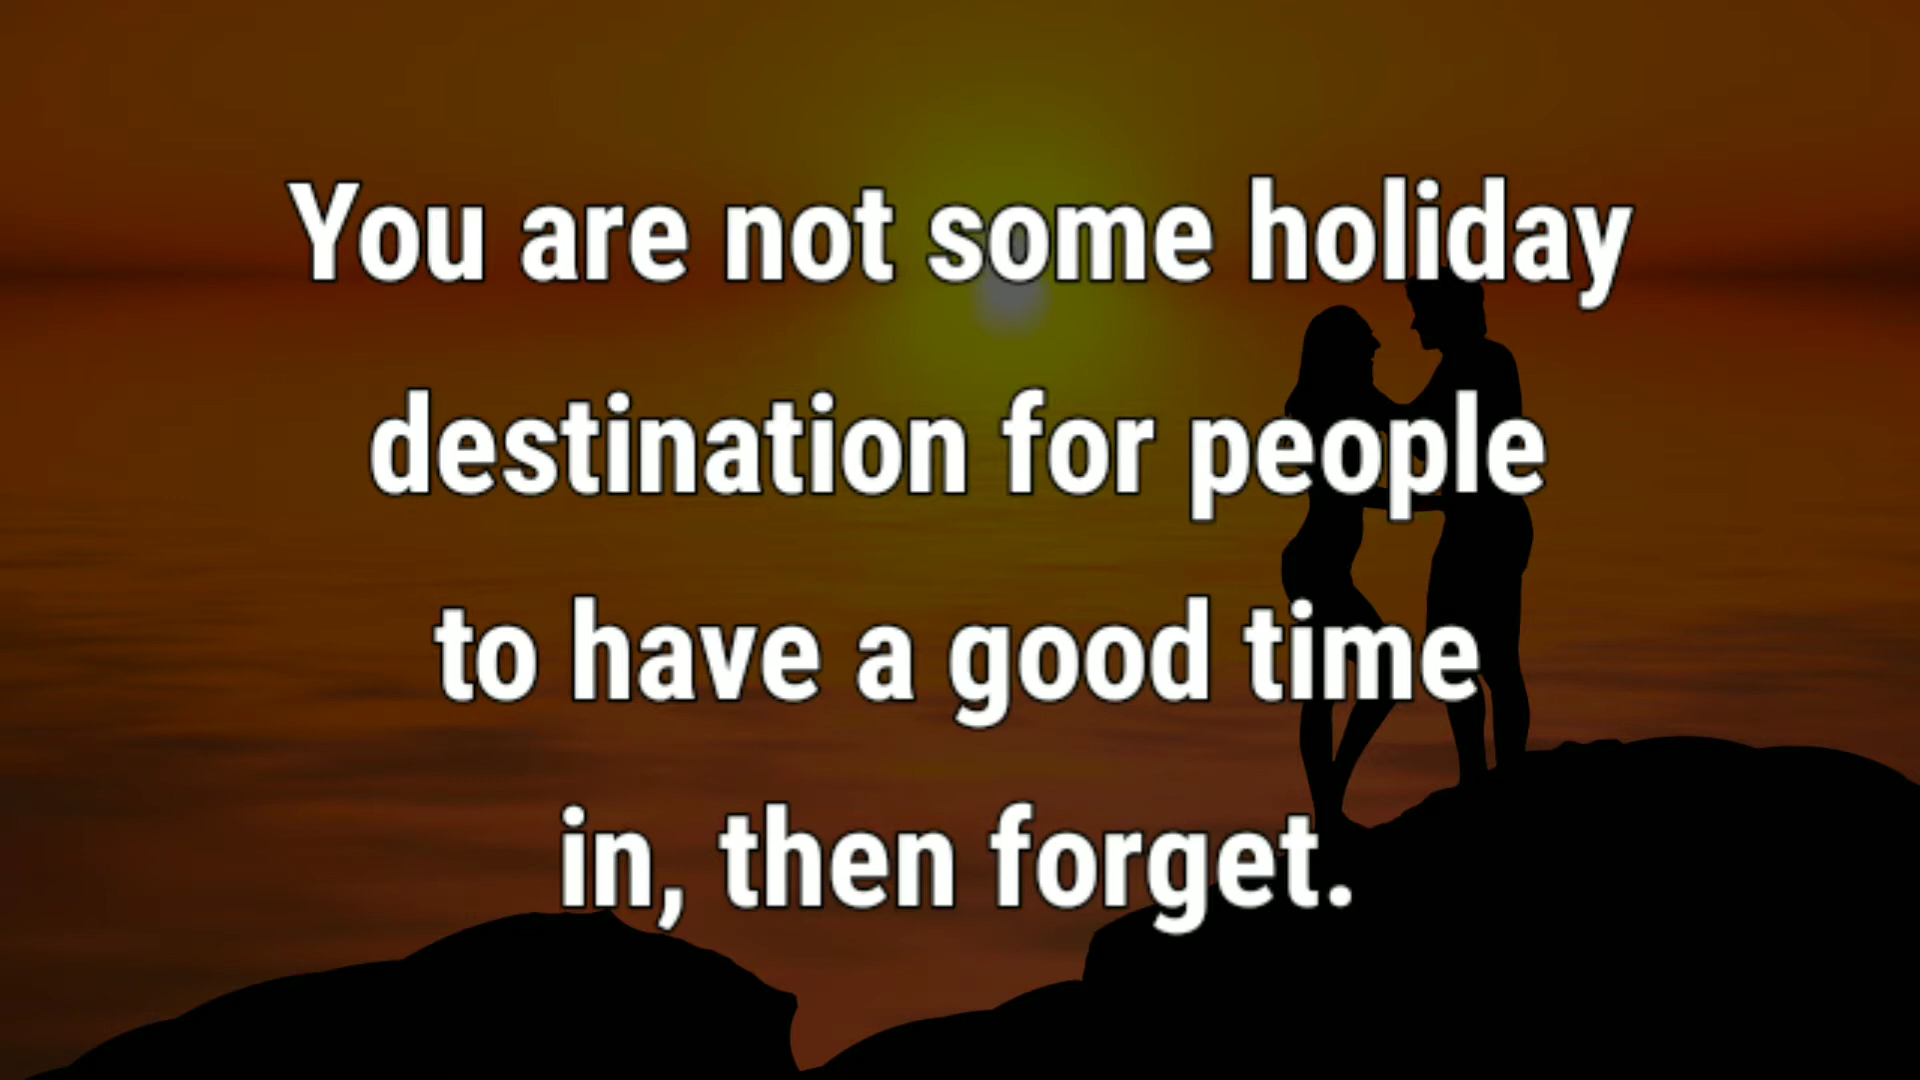 You are not some holiday
destination for people
to have a good time
in, then forget.